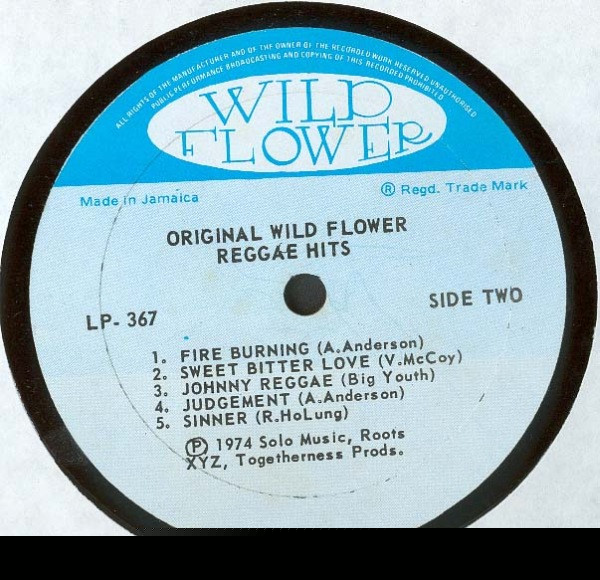 ALL RIGHTS OF THE MANUFACTURER AND OF THE OWNER OF THE RECORDED WORK RESERVED UNAUTHORISED
PUBLIC PERFORMANCE BROADCASTING AND COPYING OF THIS RECORDED PROHIBITED
WILD
FLOWER
Made in Jamaica
® Regd. Trade Mark
ORIGINAL WILD FLOWER
REGGAE HITS
LP- 367
SIDE TWO
1. FIRE BURNING (A.Anderson)
2. SWEET BITTER LOVE (V.McCoy)
3. JOHNNY REGGAE (Big Youth)
4. JUDGEMENT (A.Anderson)
5. SINNER (R.HoLung)
℗ 1974 Solo Music, Roots
XYZ, Togetherness Prods.